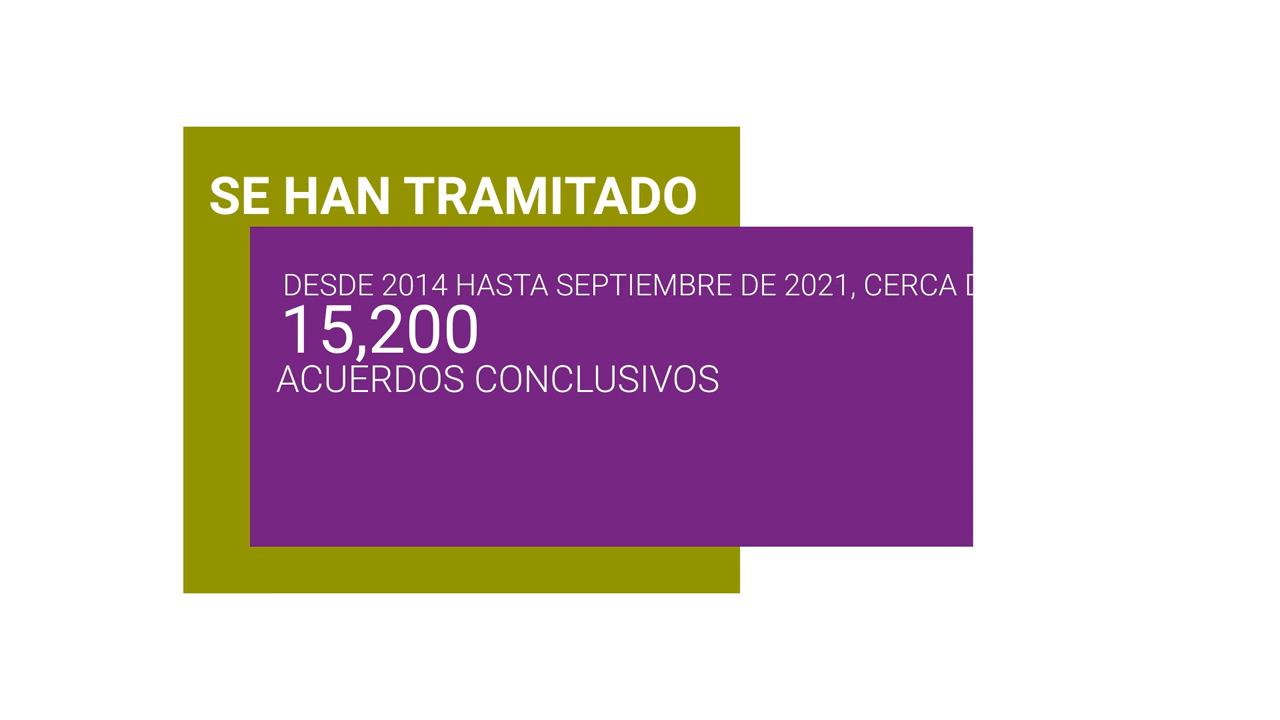 SE HAN TRAMITADO
DESDE 2014 HASTA SEPTIEMBRE DE 2021, CERCA
15,200
ACUERDOS CONCLUSIVOS